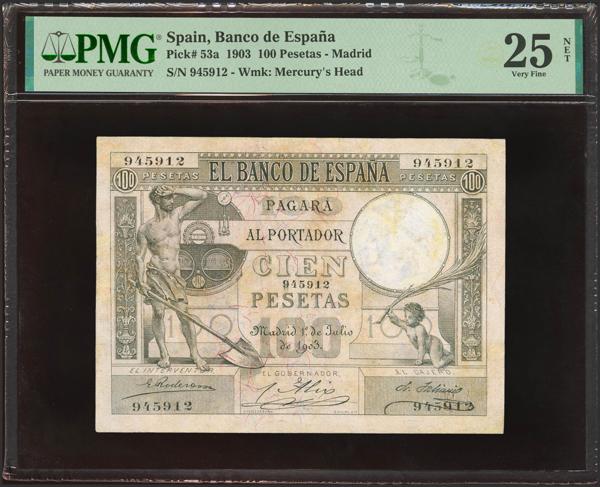 PMG
PAPER MONEY GUARANTY
Spain, Banco de España
Pick# 53a 1903 100 Pesetas - Madrid
S/N 945912 - Wmk: Mercury's Head
25
NET
Very Fine
945912 945912
100 PESETAS EL BANCO DE ESPAÑA PESETAS 100
PAGARÁ
AL PORTADOR
CIEN
945912
PESETAS
100
Madrid 1º de Julio
de 1903.
EL INTERVENTOR EL GOBERNADOR EL CAJERO
945912 945912